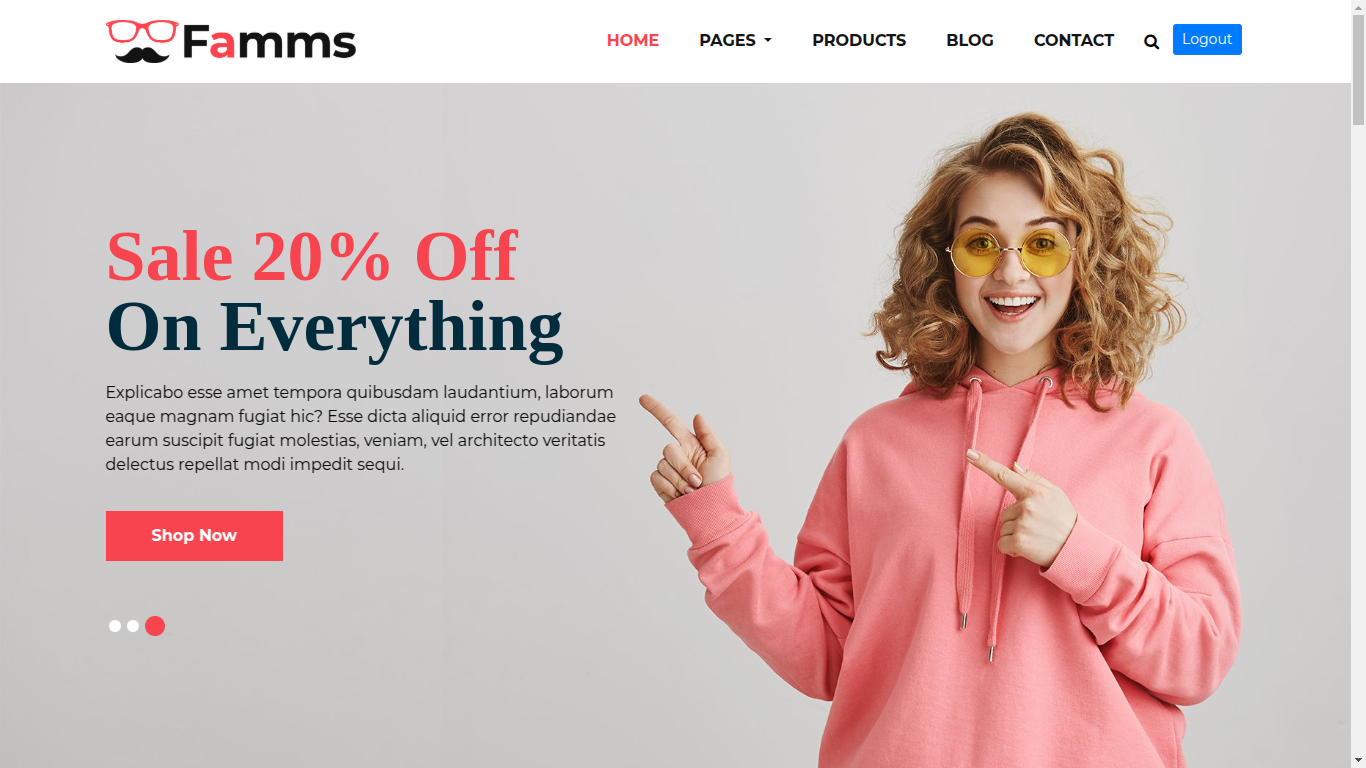 Famms
HOME PAGES PRODUCTS BLOG CONTACT Logout
Sale 20% Off
On Everything
Explicabo esse amet tempora quibusdam laudantium, laborum
eaque magnam fugiat hic? Esse dicta aliquid error repudiandae
earum suscipit fugiat molestias, veniam, vel architecto veritatis
delectus repellat modi impedit sequi.
Shop Now